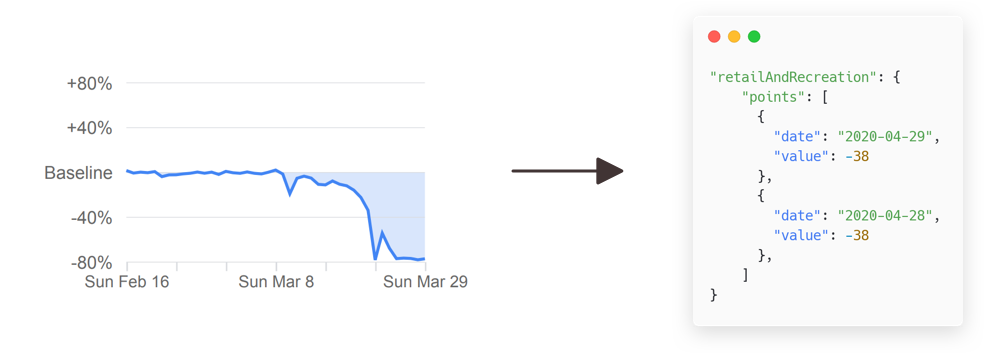 +80%
+40%
Baseline
-40%
-80%
Sun Feb 16
Sun Mar 8
Sun Mar 29
"retailAndRecreation": {
"points": [
{
"date": "2020-04-29",
"value": -38
},
{
"date": "2020-04-28",
"value": -38
},
]
}